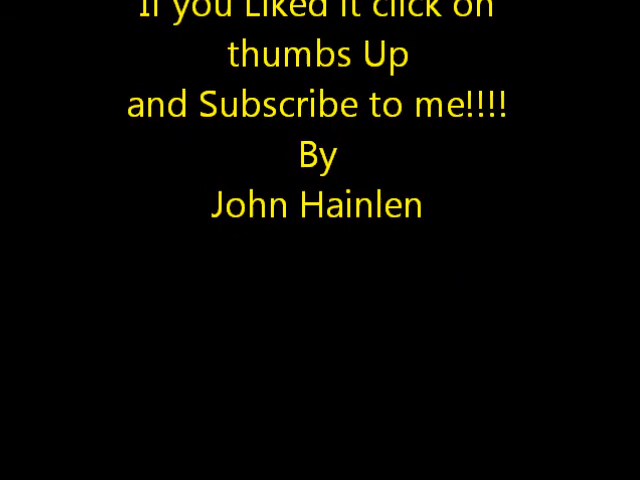 If you Liked it click on
thumbs Up
and Subscribe to me!!!!
By
John Hainlen